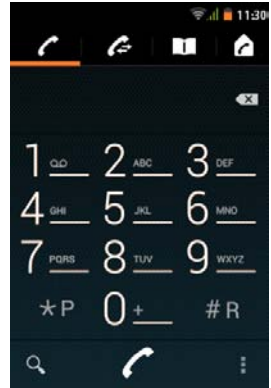 11:30
1 2 ABC 3 DEF
4 GHI 5 JKL 6 MNO
7 PQRS 8 TUV 9 WXYZ
*P 0 + #R